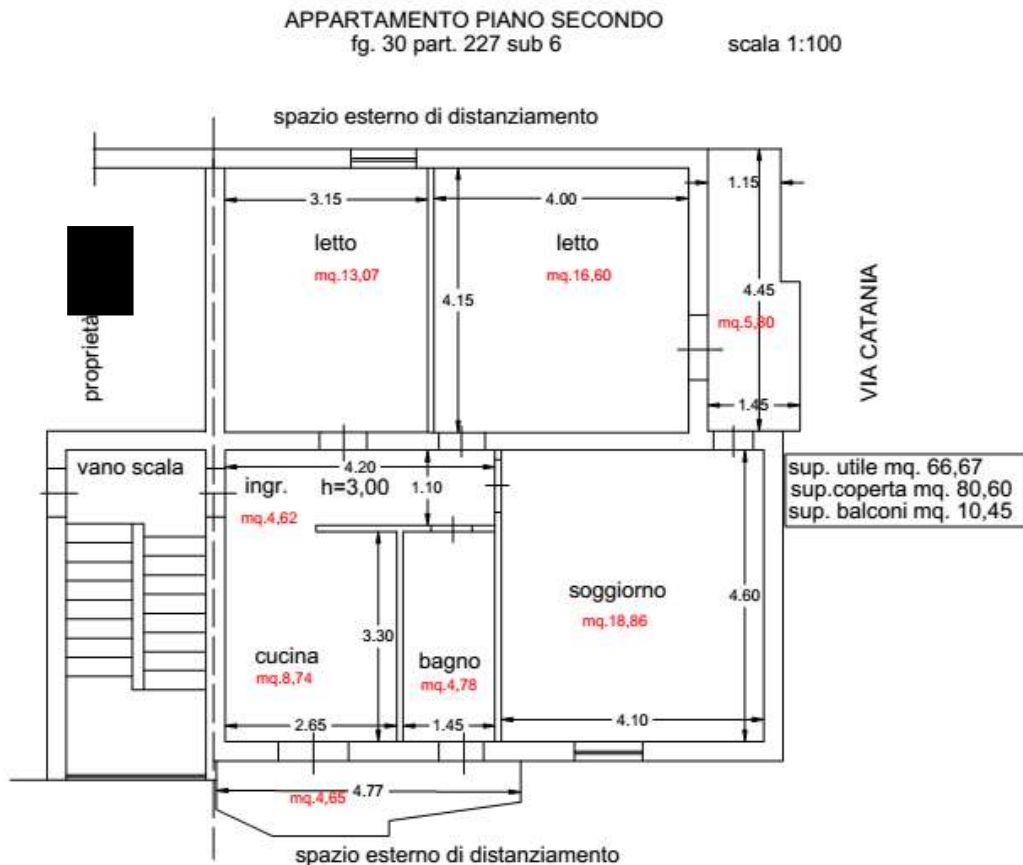 APPARTAMENTO PIANO SECONDO
fg. 30 part. 227 sub 6
scala 1:100
spazio esterno di distanziamento
3.15
4.00
1.15
letto
mq.13,07
letto
mq.16,60
4.15
4.45
mq.5,80
1.45
proprietà
VIA CATANIA
vano scala
4.20
ingr.
h=3,00
1.10
mq.4,62
sup. utile mq. 66,67
sup.coperta mq. 80,60
sup. balconi mq. 10,45
soggiorno
mq.18,86
4.60
3.30
cucina
mq.8,74
bagno
mq.4,78
2.65
1.45
4.10
mq.4,65
4.77
spazio esterno di distanziamento